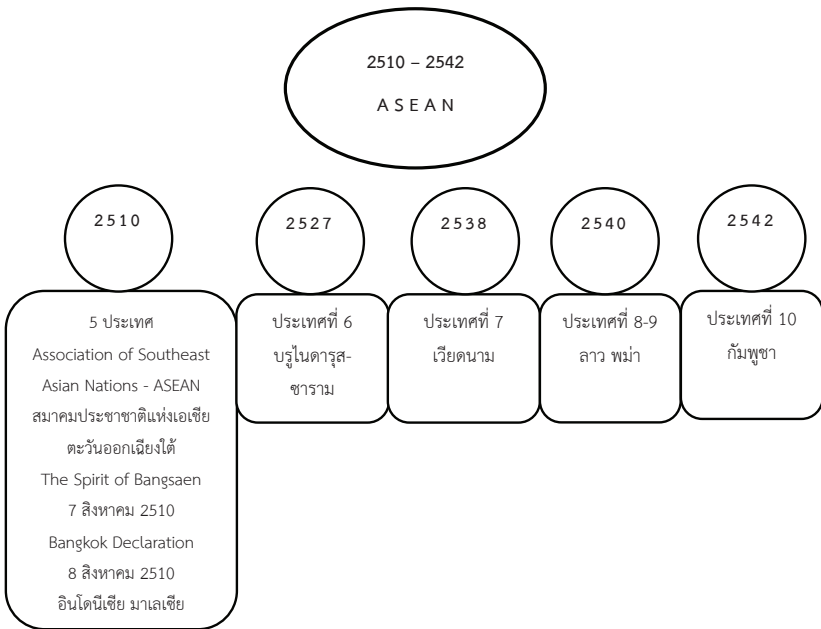 2510 – 2542
ASEAN
2510
2527
2538
2540
2542
5 ประเทศ
Association of Southeast
Asian Nations - ASEAN
สมาคมประชาชาติแห่งเอเชีย
ตะวันออกเฉียงใต้
The Spirit of Bangsaen
7 สิงหาคม 2510
Bangkok Declaration
8 สิงหาคม 2510
อินโดนีเซีย มาเลเซีย
ประเทศที่ 6
บรูไนดารุส-
ซาราม
ประเทศที่ 7
เวียดนาม
ประเทศที่ 8-9
ลาว พม่า
ประเทศที่ 10
กัมพูชา